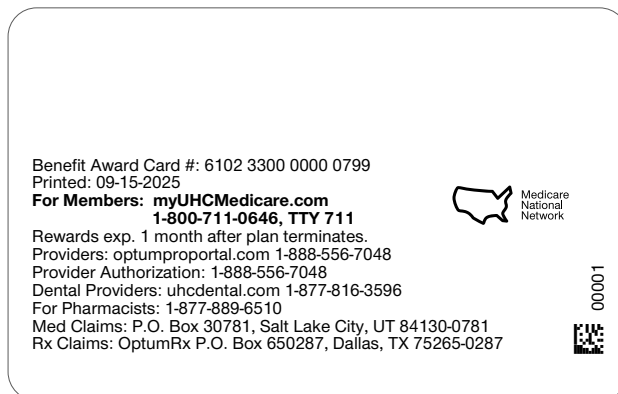 Benefit Award Card #: 6102 3300 0000 0799
Printed: 09-15-2025
For Members: myUHCMedicare.com
1-800-711-0646, TTY 711
Rewards exp. 1 month after plan terminates.
Providers: optumproportal.com 1-888-556-7048
Provider Authorization: 1-888-556-7048
Dental Providers: uhcdental.com 1-877-816-3596
For Pharmacists: 1-877-889-6510
Med Claims: P.O. Box 30781, Salt Lake City, UT 84130-0781
Rx Claims: OptumRx P.O. Box 650287, Dallas, TX 75265-0287
Medicare
National
Network
00001